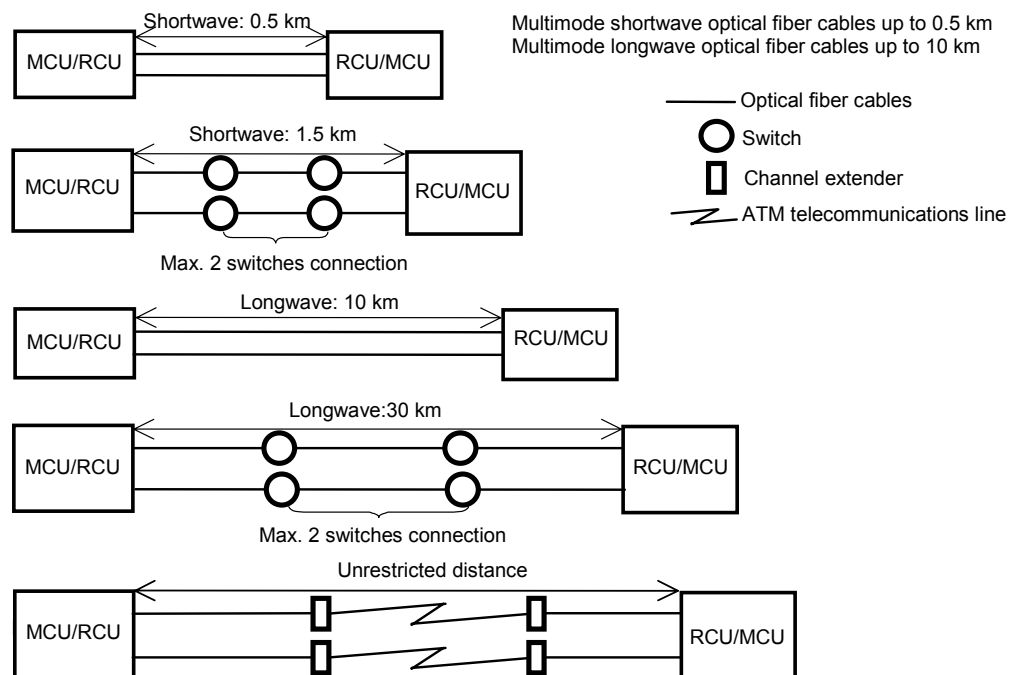 Shortwave: 0.5 km
MCU/RCU
RCU/MCU
Multimode shortwave optical fiber cables up to 0.5 km
Multimode longwave optical fiber cables up to 10 km
Optical fiber cables
Switch
Channel extender
ATM telecommunications line
Shortwave: 1.5 km
MCU/RCU
RCU/MCU
Max. 2 switches connection
Longwave: 10 km
MCU/RCU
RCU/MCU
Longwave:30 km
MCU/RCU
RCU/MCU
Max. 2 switches connection
Unrestricted distance
MCU/RCU
RCU/MCU